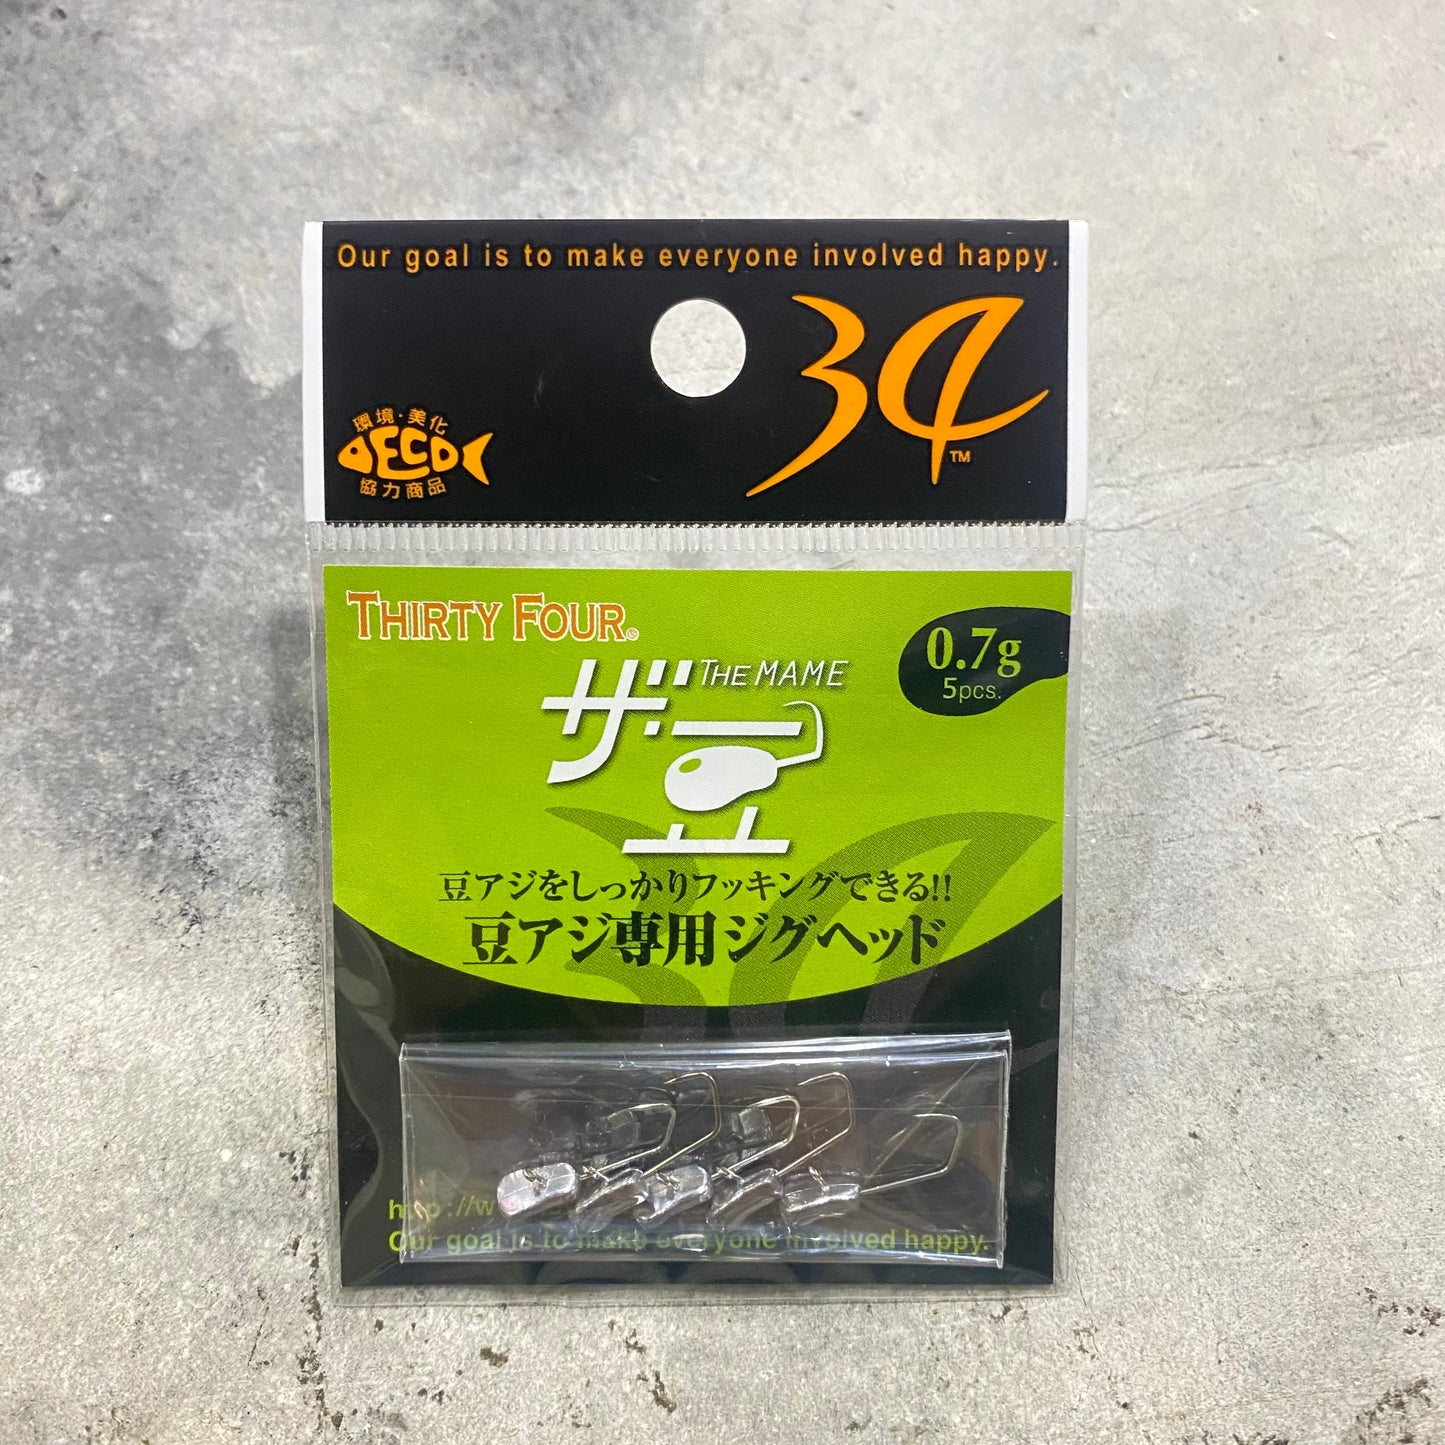 Our goal is to make everyone involved happy.
34™
環境・美化
ECO
協力商品
THIRTY FOUR®
0.7g
5pcs.
THE MAME
ザ・豆
豆アジをしっかりフッキングできる!!
豆アジ専用ジグヘッド
http://w
Our goal is to make everyone involved happy.